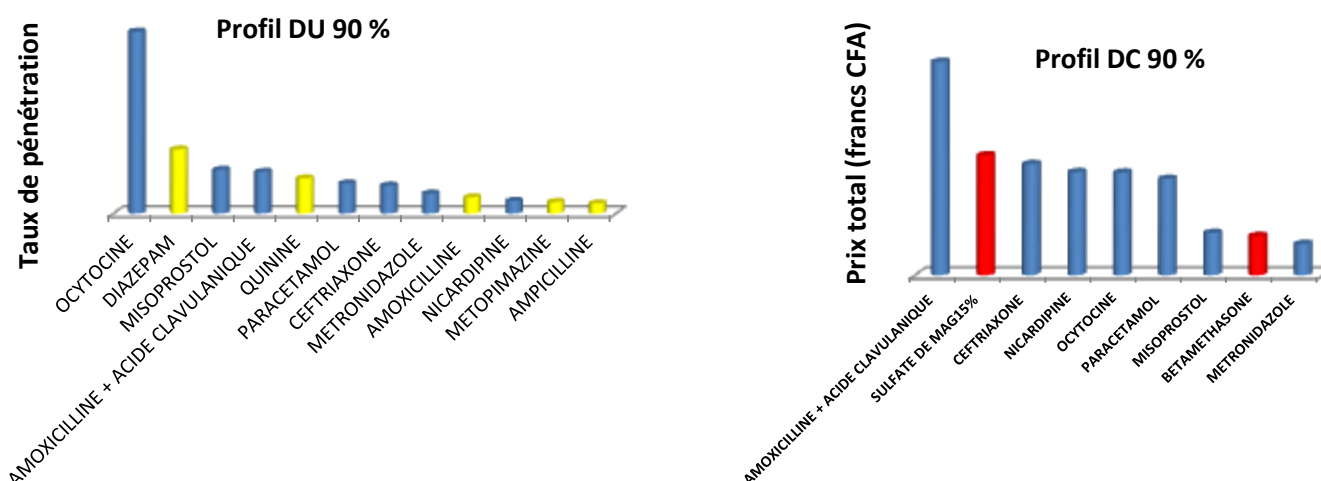 Profil DU 90 %
Taux de pénétration
OCYTOCINE
DIAZEPAM
MISOPROSTOL
AMOXICILLINE + ACIDE CLAVULANIQUE
QUININE
PARACETAMOL
CEFTRIAXONE
METRONIDAZOLE
AMOXICILLINE
NICARDIPINE
METOPIMAZINE
AMPICILLINE
Profil DC 90 %
Prix total (francs CFA)
AMOXICILLINE + ACIDE CLAVULANIQUE
SULFATE DE MAG15%
CEFTRIAXONE
NICARDIPINE
OCYTOCINE
PARACETAMOL
MISOPROSTOL
BETAMETHASONE
METRONIDAZOLE